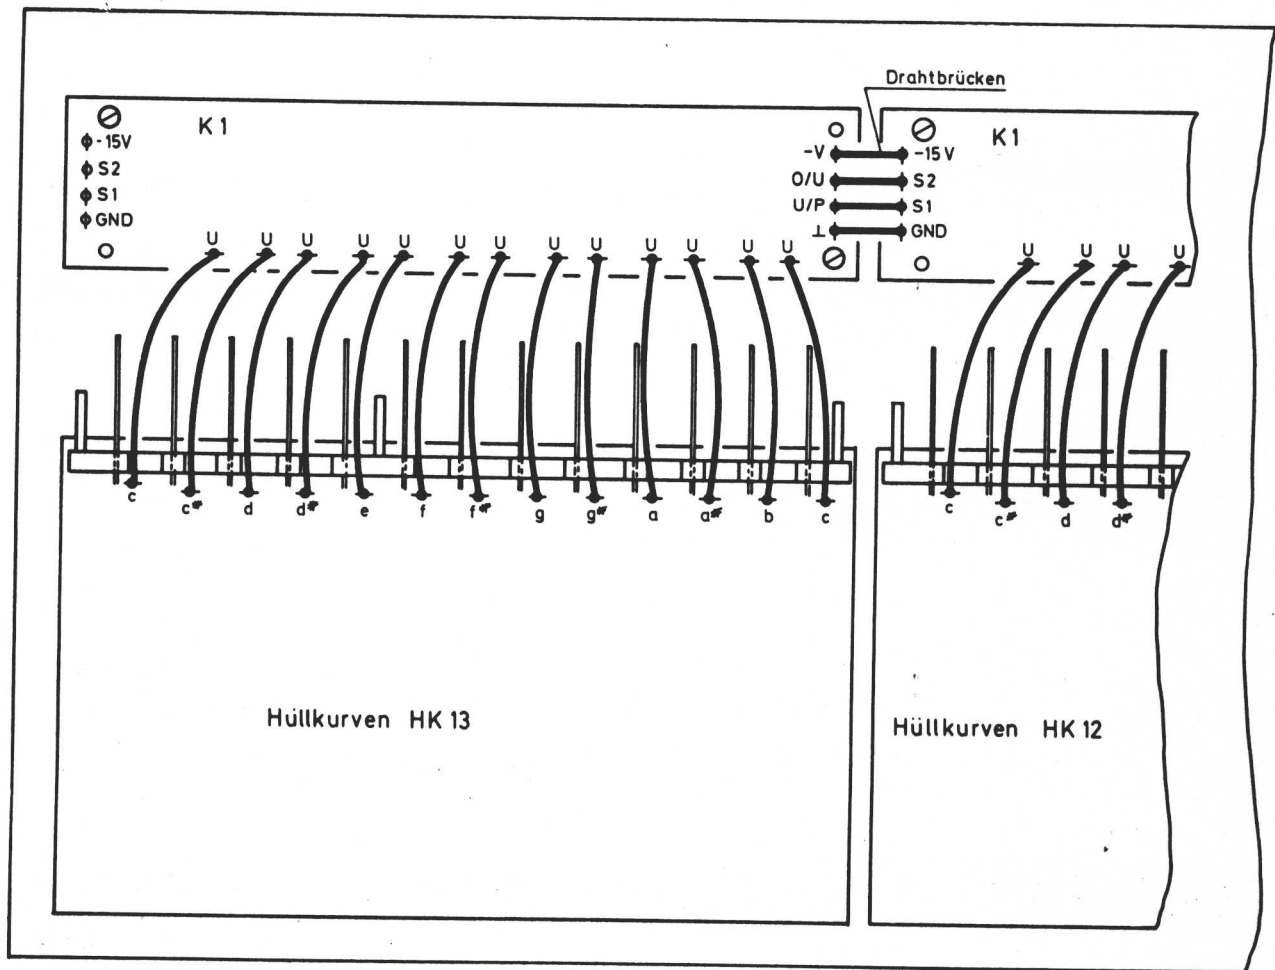 Drahtbrücken
K1
-15V
S2
S1
GND
-V
O/U
U/P
⊥
K1
-15V
S2
S1
GND
U U U U U U U U U U U U U
U U U U
c c# d d# e f f# g g# a a# b c
c c# d d#
Hüllkurven HK 13
Hüllkurven HK 12